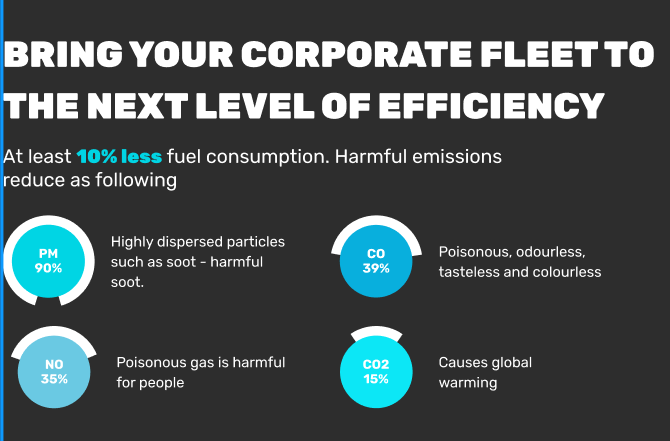 BRING YOUR CORPORATE FLEET TO
THE NEXT LEVEL OF EFFICIENCY
At least 10% less fuel consumption. Harmful emissions
reduce as following
PM
90%
Highly dispersed particles
such as soot - harmful
soot.
CO
39%
Poisonous, odourless,
tasteless and colourless
NO
35%
Poisonous gas is harmful
for people
CO2
15%
Causes global
warming